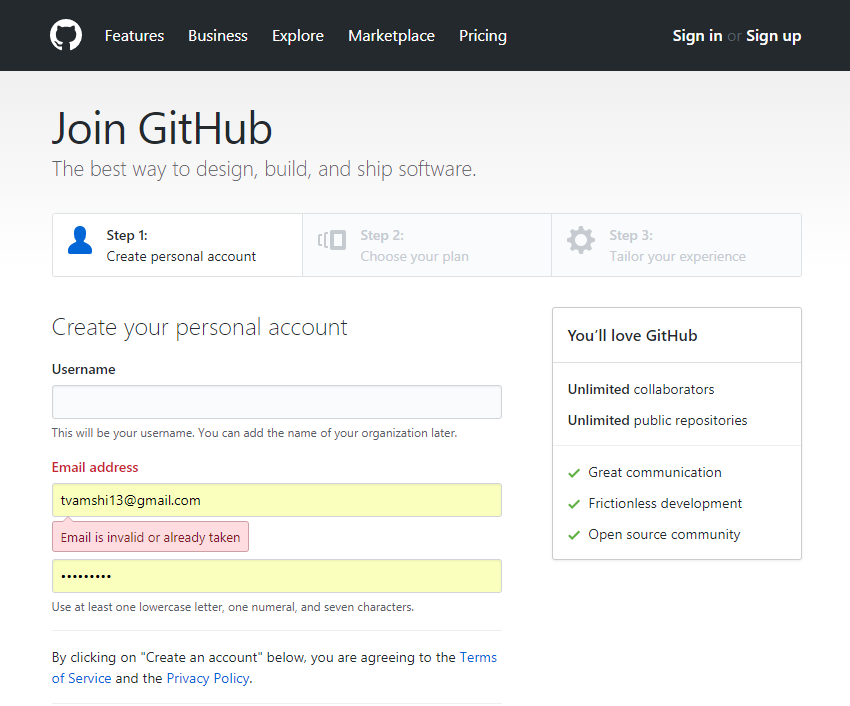 Features Business Explore Marketplace Pricing Sign in or Sign up
Join GitHub
The best way to design, build, and ship software.
Step 1:
Create personal account
Step 2:
Choose your plan
Step 3:
Tailor your experience
Create your personal account
Username
This will be your username. You can add the name of your organization later.
Email address
tvamshi13@gmail.com
Email is invalid or already taken
•••••••••
Use at least one lowercase letter, one numeral, and seven characters.
By clicking on "Create an account" below, you are agreeing to the Terms
of Service and the Privacy Policy.
You'll love GitHub
Unlimited collaborators
Unlimited public repositories
Great communication
Frictionless development
Open source community